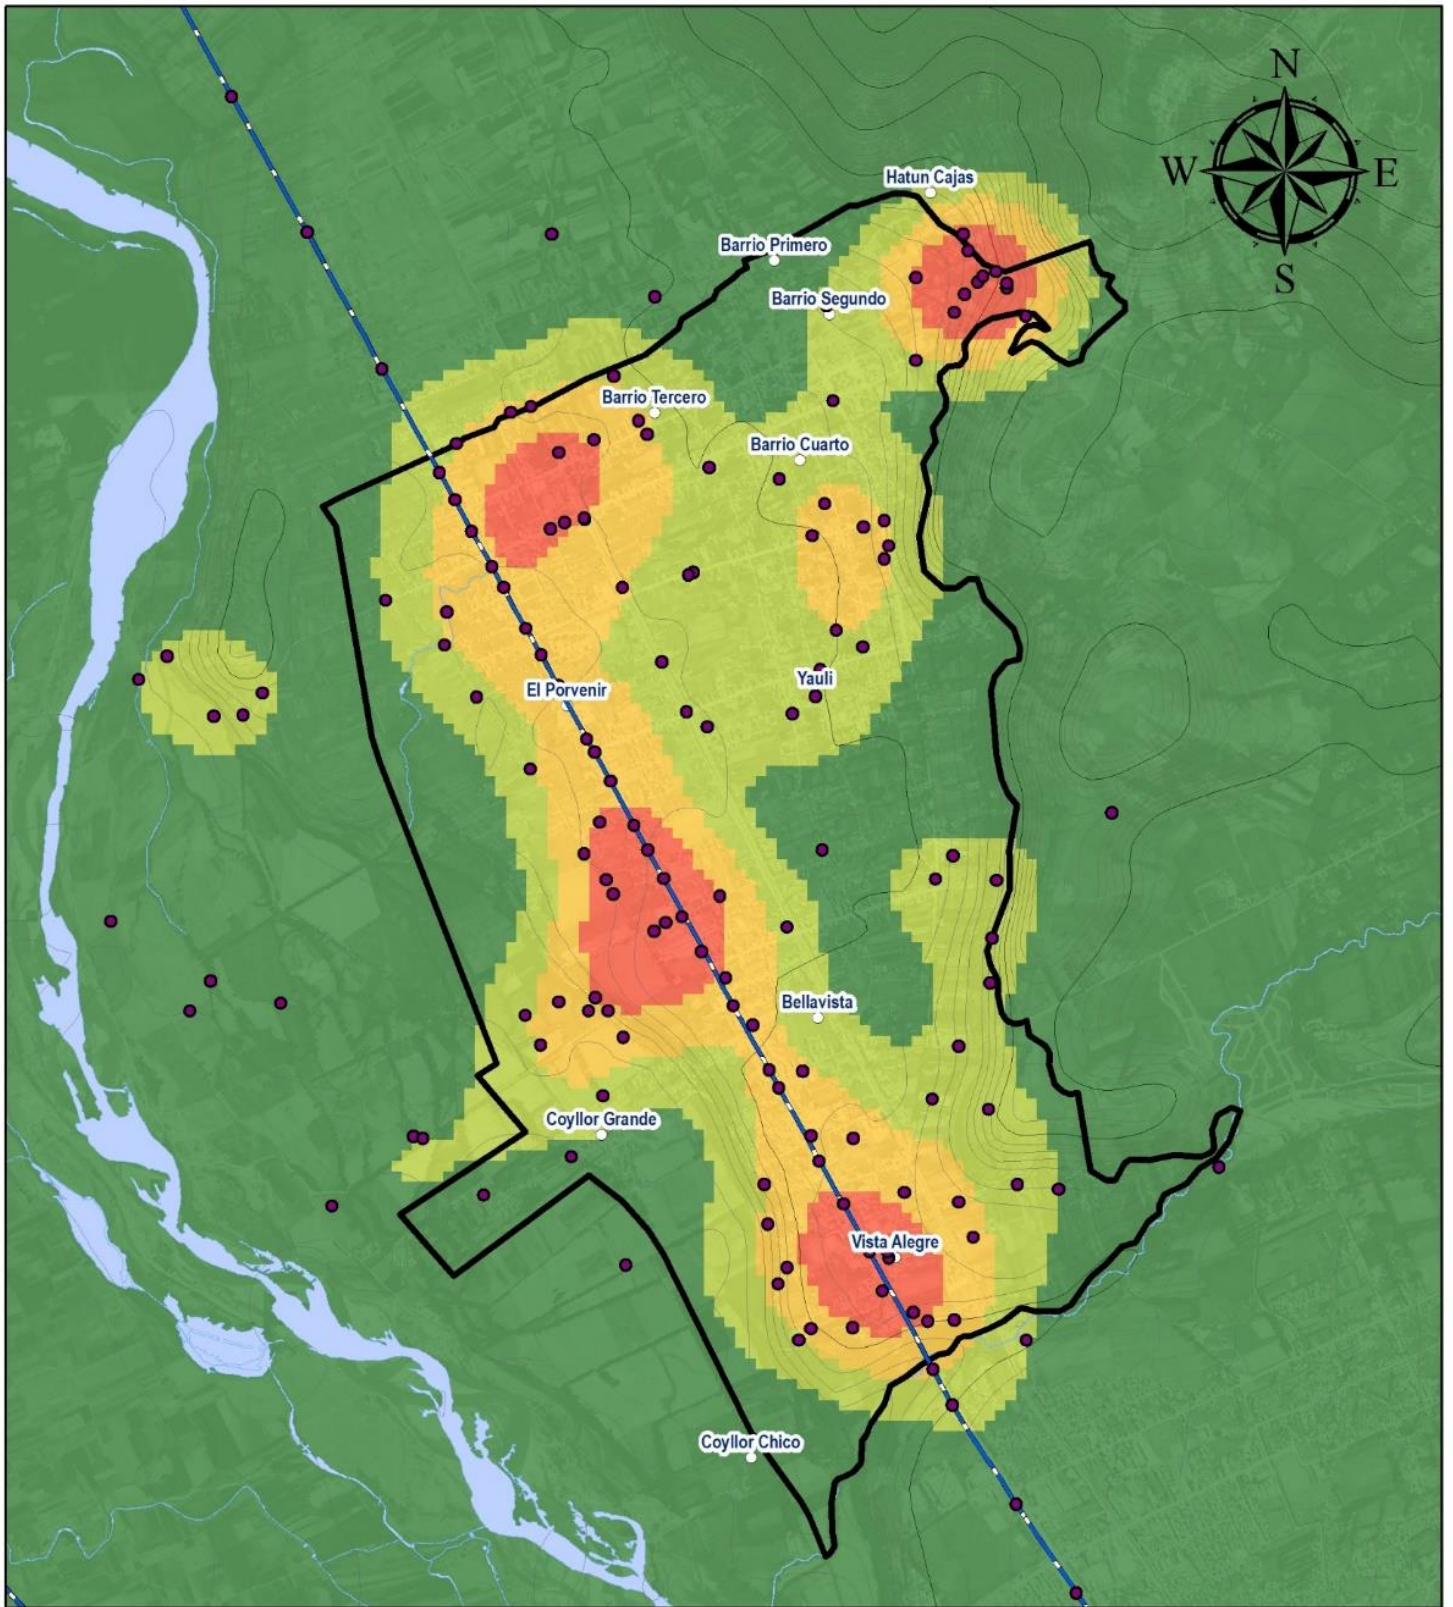 N
Hatun Cajas
W
E
Barrio Primero
S
Barrio Segundo
Barrio Tercero
Barrio Cuarto
Yauli
El Porvenir
Bellavista
Coyllor Grande
Vista Alegre
Coyllor Chico